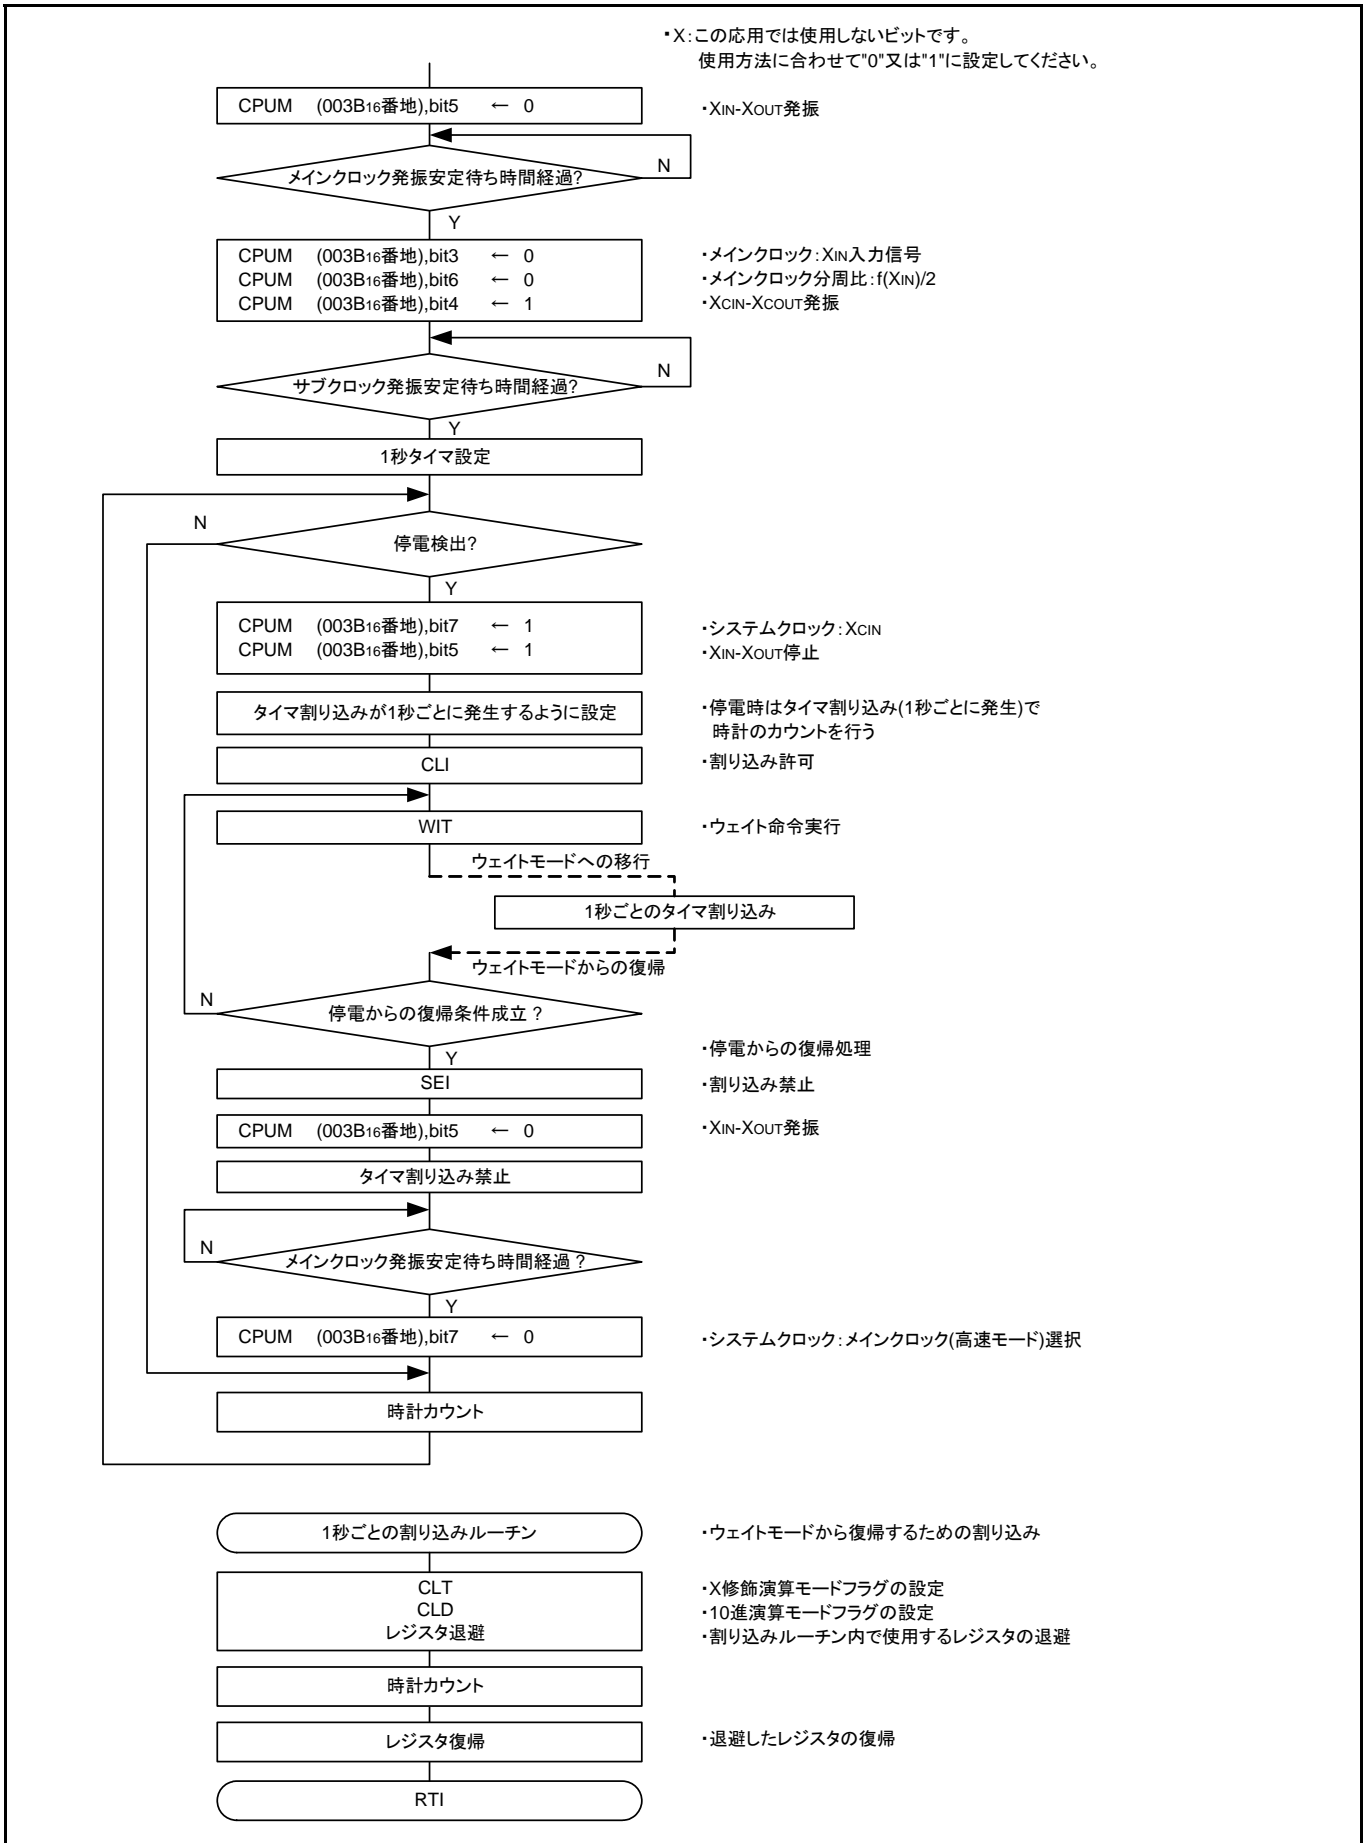 ・X：この応用では使用しないビットです。
使用方法に合わせて"0"又は"1"に設定してください。
CPUM (003B16番地),bit5 ← 0 ・XIN-XOUT発振
N
メインクロック発振安定待ち時間経過?
Y
CPUM (003B16番地),bit3 ← 0 ・メインクロック：XIN入力信号
CPUM (003B16番地),bit6 ← 0 ・メインクロック分周比：f(XIN)/2
CPUM (003B16番地),bit4 ← 1 ・XCIN-XCOUT発振
N
サブクロック発振安定待ち時間経過?
Y
1秒タイマ設定
N
停電検出?
Y
CPUM (003B16番地),bit7 ← 1 ・システムクロック：XCIN
CPUM (003B16番地),bit5 ← 1 ・XIN-XOUT停止
タイマ割り込みが1秒ごとに発生するように設定 ・停電時はタイマ割り込み(1秒ごとに発生)で
時計のカウントを行う
CLI ・割り込み許可
WIT ・ウェイト命令実行
ウェイトモードへの移行
1秒ごとのタイマ割り込み
ウェイトモードからの復帰
N
停電からの復帰条件成立？
・停電からの復帰処理
Y
SEI ・割り込み禁止
CPUM (003B16番地),bit5 ← 0 ・XIN-XOUT発振
タイマ割り込み禁止
N
メインクロック発振安定待ち時間経過？
Y
CPUM (003B16番地),bit7 ← 0 ・システムクロック：メインクロック(高速モード)選択
時計カウント
1秒ごとの割り込みルーチン ・ウェイトモードから復帰するための割り込み
CLT ・X修飾演算モードフラグの設定
CLD ・10進演算モードフラグの設定
レジスタ退避 ・割り込みルーチン内で使用するレジスタの退避
時計カウント
レジスタ復帰 ・退避したレジスタの復帰
RTI